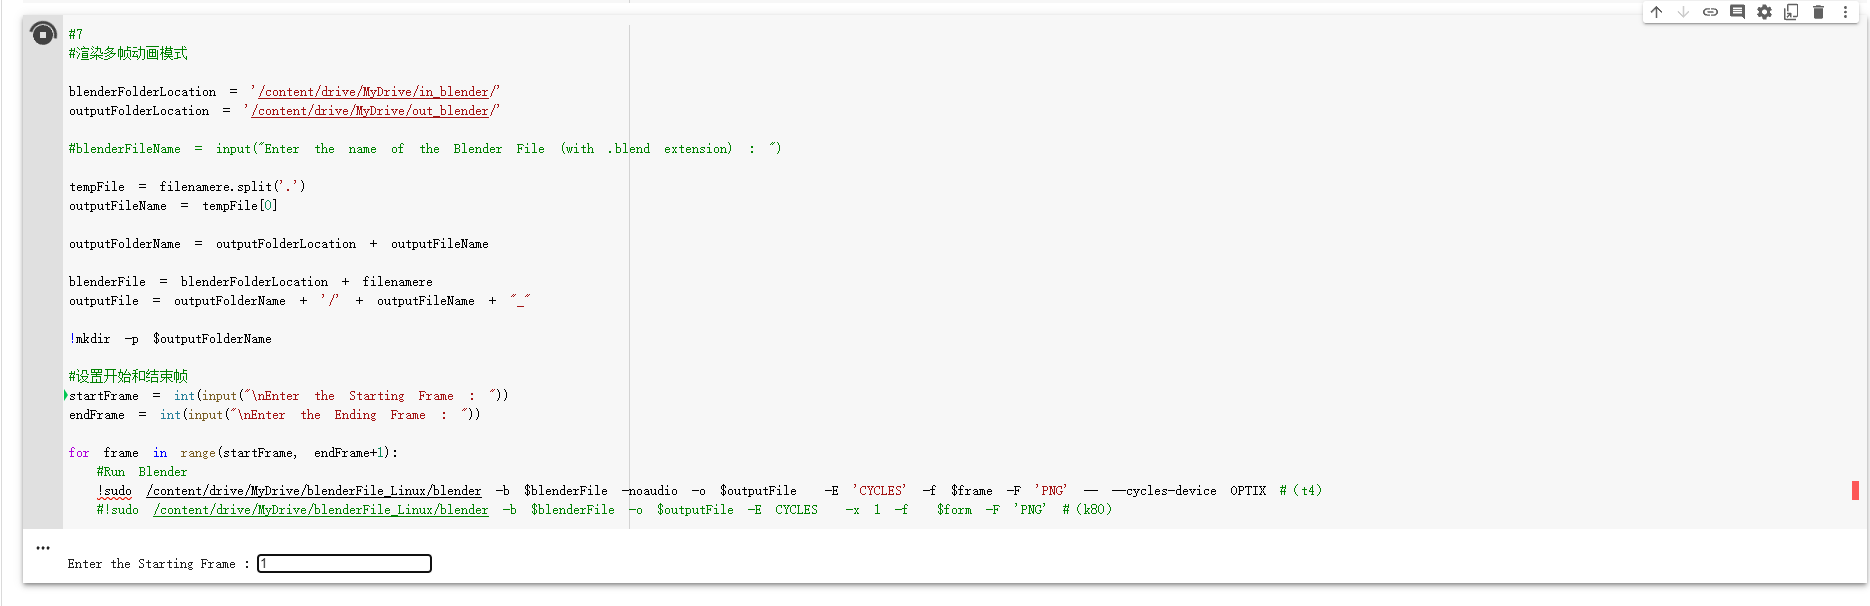 #7
#渲染多帧动画模式
blenderFolderLocation = '/content/drive/MyDrive/in_blender/'
outputFolderLocation = '/content/drive/MyDrive/out_blender/'
#blenderFileName = input("Enter the name of the Blender File (with .blend extension) : ")
tempFile = filenamere.split('.')
outputFileName = tempFile[0]
outputFolderName = outputFolderLocation + outputFileName
blenderFile = blenderFolderLocation + filenamere
outputFile = outputFolderName + '/' + outputFileName + "_"
!mkdir -p $outputFolderName
#设置开始和结束帧
startFrame = int(input("\nEnter the Starting Frame : "))
endFrame = int(input("\nEnter the Ending Frame : "))
for frame in range(startFrame, endFrame+1):
#Run Blender
!sudo /content/drive/MyDrive/blenderFile_Linux/blender -b $blenderFile -noaudio -o $outputFile -E 'CYCLES' -f $frame -F 'PNG' -- --cycles-device OPTIX #（t4）
#!sudo /content/drive/MyDrive/blenderFile_Linux/blender -b $blenderFile -o $outputFile -E CYCLES -x 1 -f $form -F 'PNG' #（k80）
Enter the Starting Frame : 1